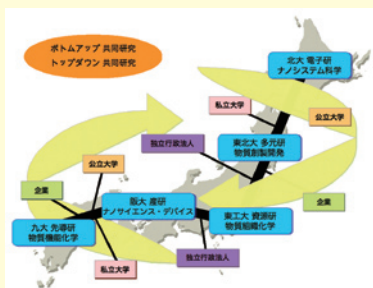 ボトムアップ 共同研究
トップダウン 共同研究
北大 電子研
ナノシステム科学
私立大学
公立大学
東北大 多元研
物質創製開発
独立行政法人
公立大学
企業
阪大 産研
ナノサイエンス・デバイス
東工大 資源研
物質組織化学
企業
九大 先導研
物質機能化学
私立大学
独立行政法人